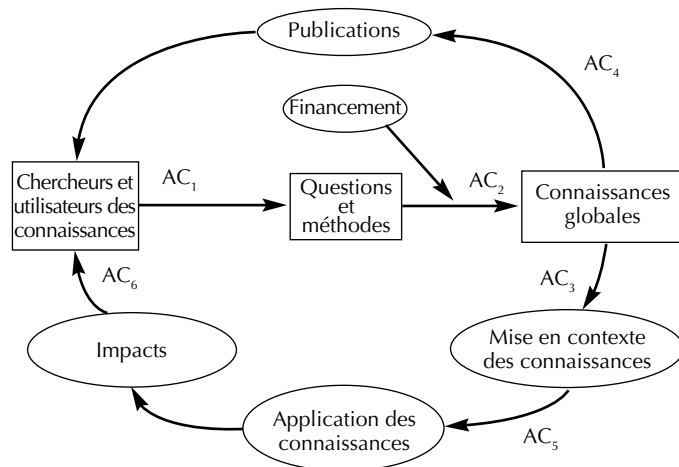 Publications
AC₄
Financement
Chercheurs et
utilisateurs des
connaissances
AC₁
Questions
et
méthodes
AC₂
Connaissances
globales
AC₃
AC₆
Impacts
Mise en contexte
des connaissances
Application des
connaissances
AC₅